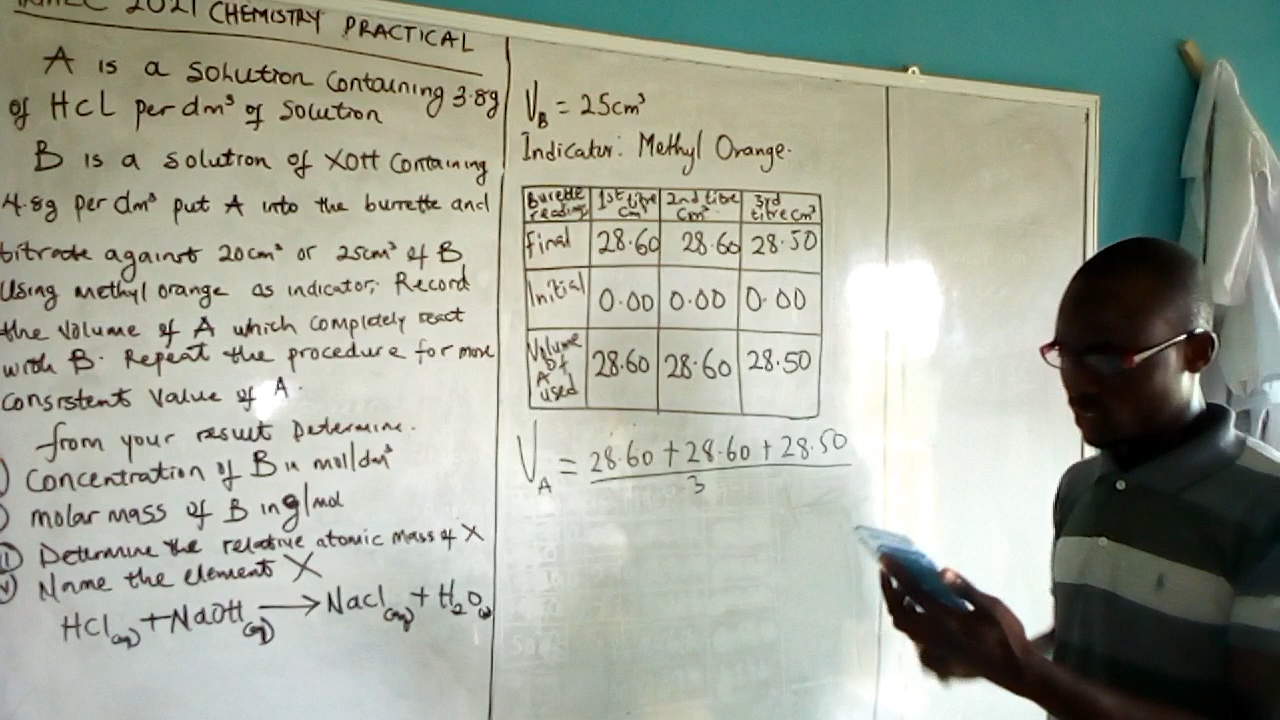 2021 CHEMISTRY PRACTICAL
A is a solution containing 3.8g
of HCl per dm³ of solution
B is a solution of XOH containing
4.8g per dm³ put A into the burette and
titrate against 20cm³ or 25cm³ of B
Using methyl orange as indicator; Record
the volume of A which completely react
with B. Repeat the procedure for more
consistent value of A.
from your result Determine.
Concentration of B in mol/dm³
molar mass of B in g/mol
Determine the relative atomic mass of X
Name the element X
HCl(aq) + NaOH(aq) → Nacl(aq) + H₂O(l)
V_B = 25cm³
Indicator: Methyl Orange.
Burette reading | 1st titre cm³ | 2nd titre cm³ | 3rd titre cm³
final | 28.60 | 28.60 | 28.50
Initial | 0.00 | 0.00 | 0.00
Volume of A used | 28.60 | 28.60 | 28.50
V_A = 28.60 + 28.60 + 28.50
3